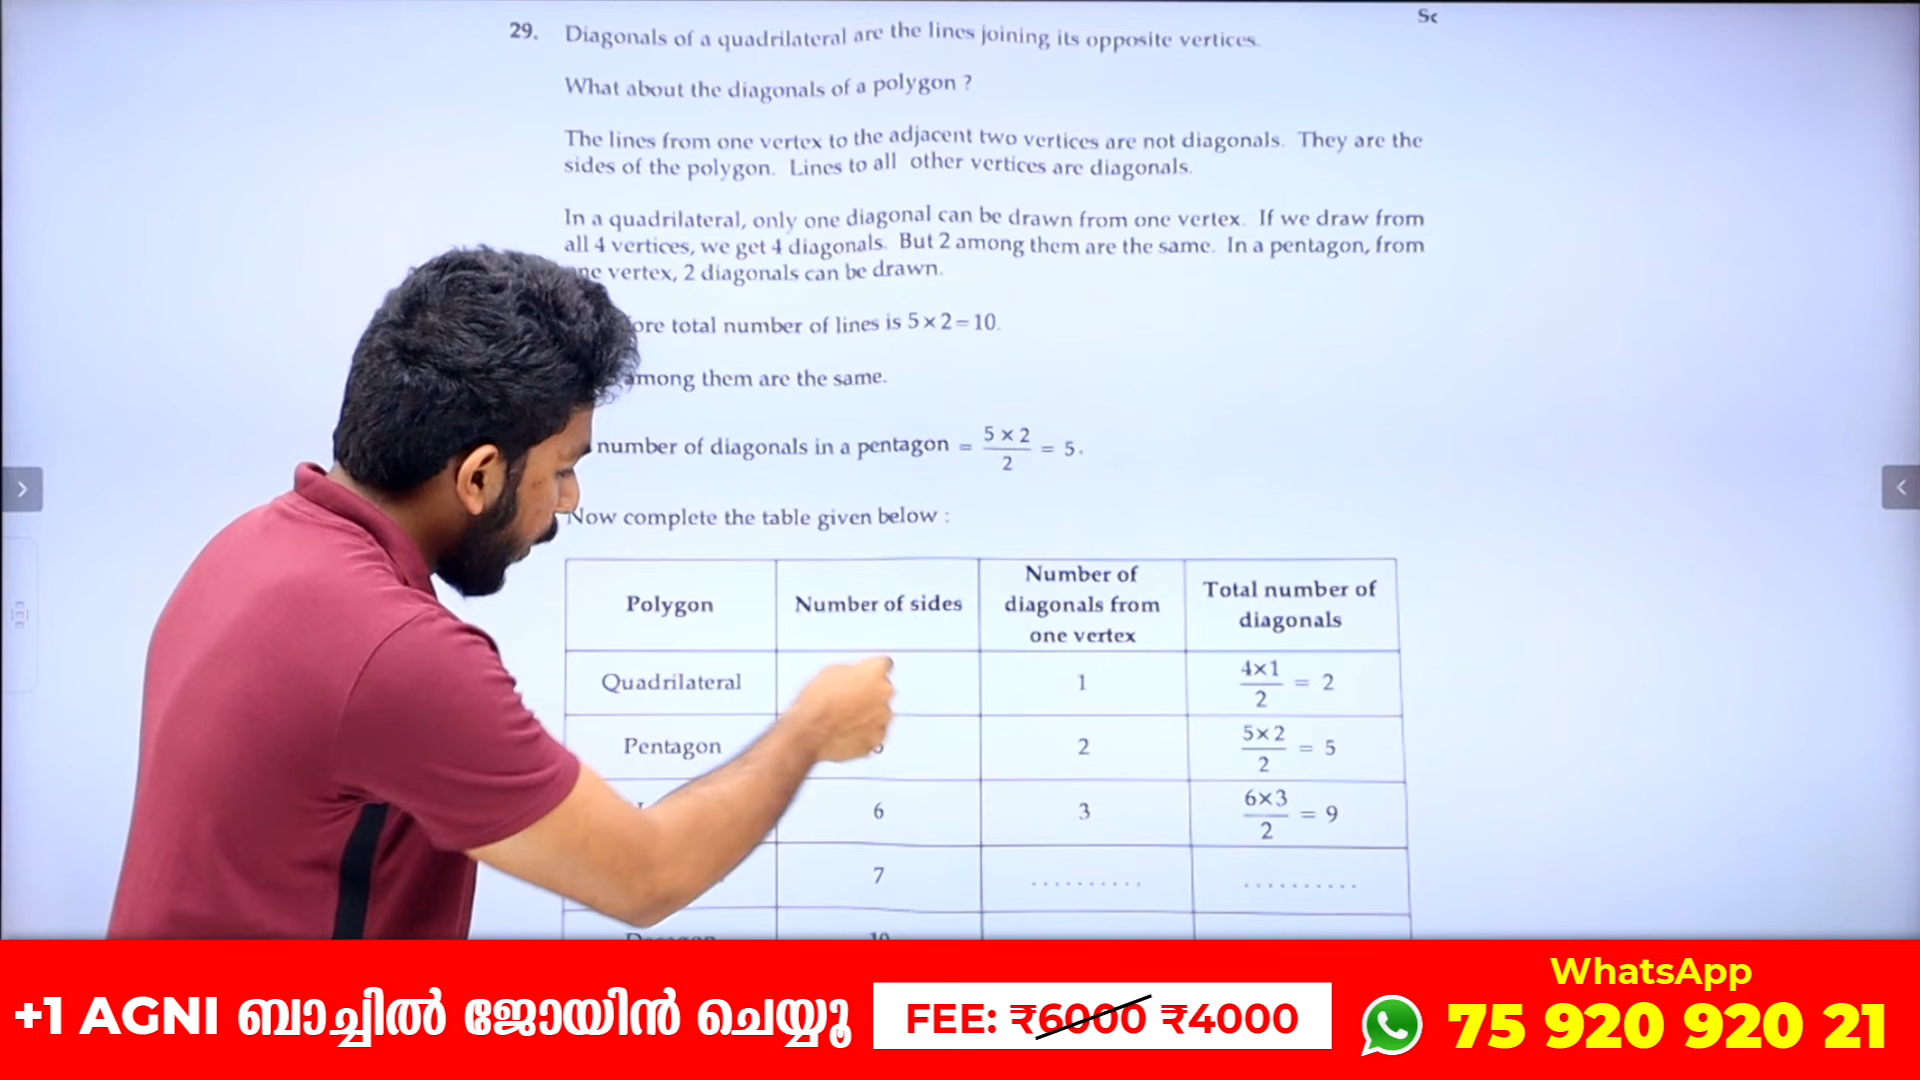 29. Diagonals of a quadrilateral are the lines joining its opposite vertices.
What about the diagonals of a polygon ?
The lines from one vertex to the adjacent two vertices are not diagonals. They are the
sides of the polygon. Lines to all other vertices are diagonals.
In a quadrilateral, only one diagonal can be drawn from one vertex. If we draw from
all 4 vertices, we get 4 diagonals. But 2 among them are the same. In a pentagon, from
vertex, 2 diagonals can be drawn.
total number of lines is 5 × 2 = 10.
among them are the same.
number of diagonals in a pentagon = 5 × 2 / 2 = 5.
Now complete the table given below :
Polygon Number of sides Number of diagonals from one vertex Total number of diagonals
Quadrilateral 1 4×1 / 2 = 2
Pentagon 2 5×2 / 2 = 5
6 3 6×3 / 2 = 9
7 .......... ..........
10
+1 AGNI ബാച്ചിൽ ജോയിൻ ചെയ്യൂ
FEE: ₹6000 ₹4000
WhatsApp
75 920 920 21